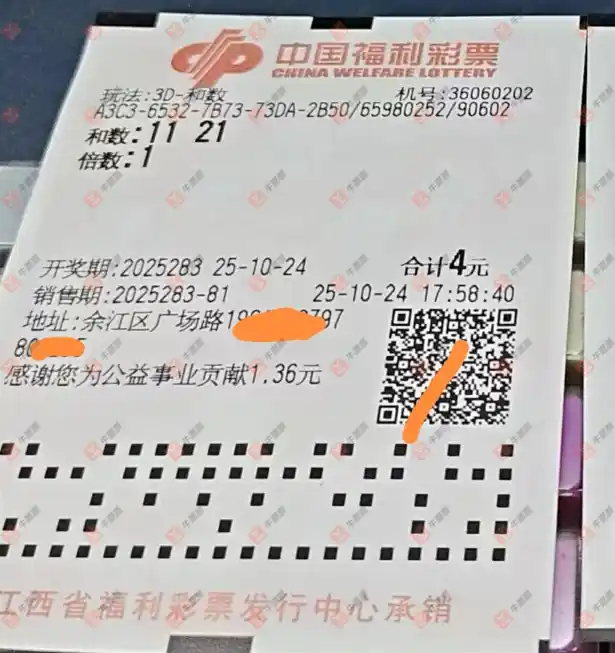 中国福利彩票
CHINA WELFARE LOTTERY
玩法:3D-和数 机号:36060202
A3C3-6532-7B73-73DA-2B50/65980252/90602
和数:11 21
倍数:1
开奖期:2025283 25-10-24 合计4元
销售期:2025283-81 25-10-24 17:58:40
地址:余江区广场路
感谢您为公益事业贡献1.36元
江西省福利彩票发行中心承销